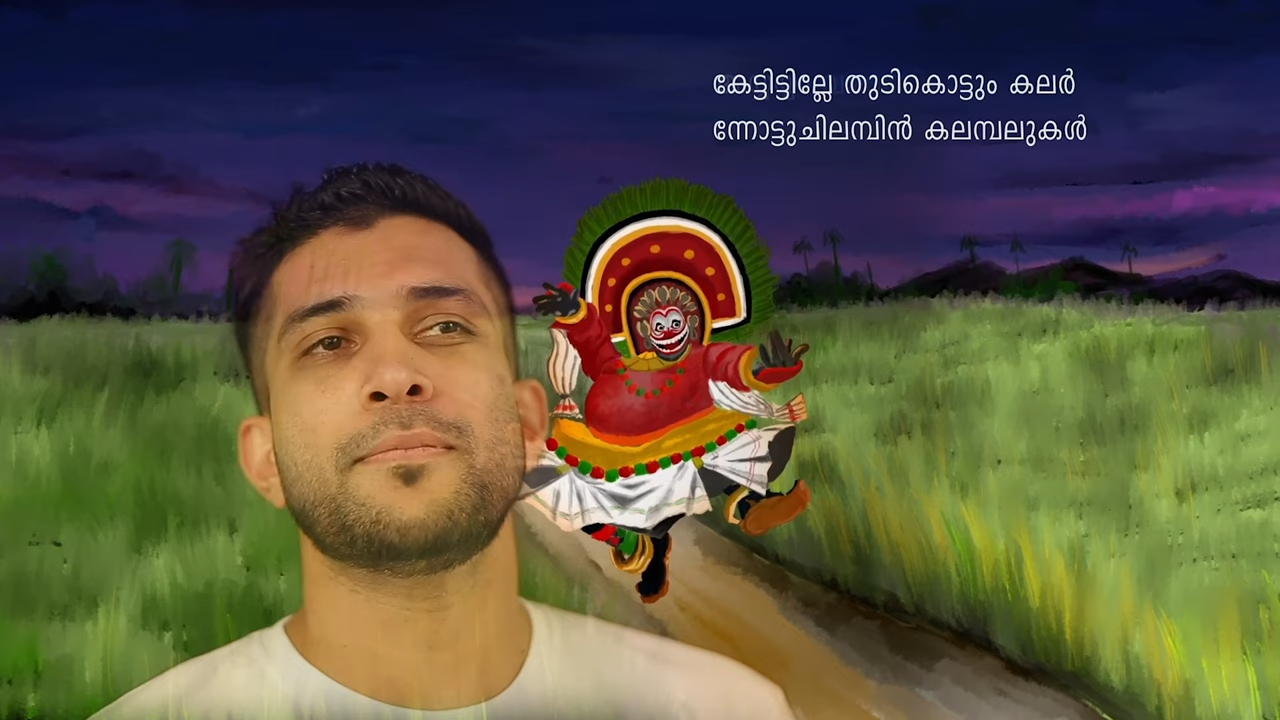 കേട്ടിട്ടില്ലേ തുടികൊട്ടും കലർ
ന്നോട്ടുചിലമ്പിൻ കലമ്പലുകൾ